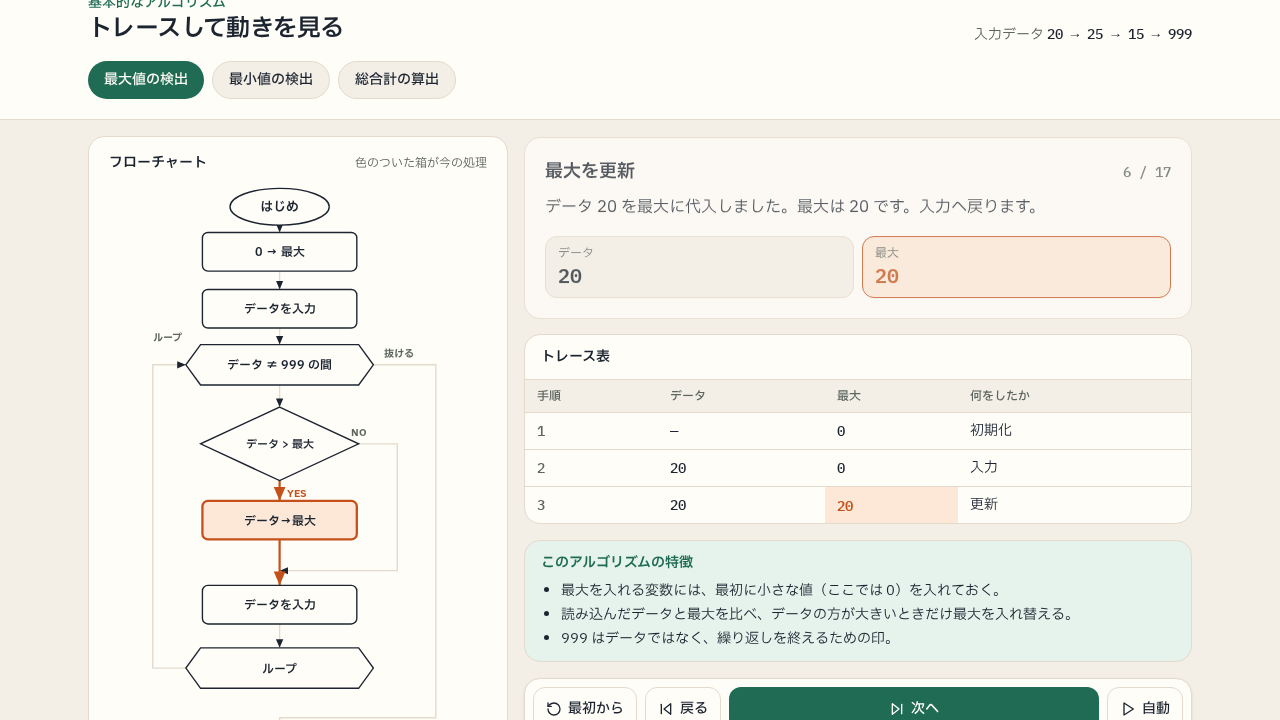 基本的なアルゴリズム
トレースして動きを見る
入力データ 20 → 25 → 15 → 999
最大値の検出
最小値の検出
総合計の算出
フローチャート
色のついた箱が今の処理
はじめ
0 → 最大
データを入力
ループ
データ ≠ 999 の間
抜ける
データ > 最大
NO
YES
データ→最大
データを入力
ループ
最大を更新
6 / 17
データ 20 を最大に代入しました。最大は 20 です。入力へ戻ります。
データ
20
最大
20
トレース表
手順 データ 最大 何をしたか
1 — 0 初期化
2 20 0 入力
3 20 20 更新
このアルゴリズムの特徴
• 最大を入れる変数には、最初に小さな値（ここでは 0）を入れておく。
• 読み込んだデータと最大を比べ、データの方が大きいときだけ最大を入れ替える。
• 999 はデータではなく、繰り返しを終えるための印。
最初から
戻る
次へ
自動